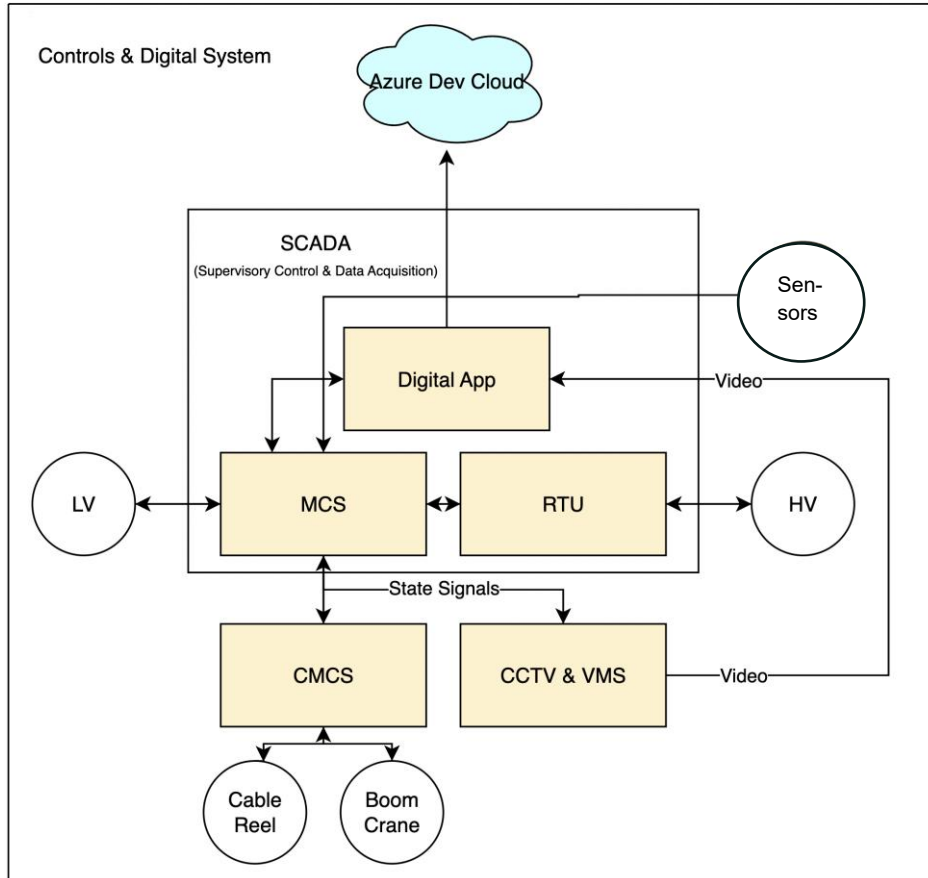 Controls & Digital System
Azure Dev Cloud
SCADA
(Supervisory Control & Data Acquisition)
Sen-
sors
Digital App
Video
LV
MCS
RTU
HV
State Signals
CMCS
CCTV & VMS
Video
Cable
Reel
Boom
Crane